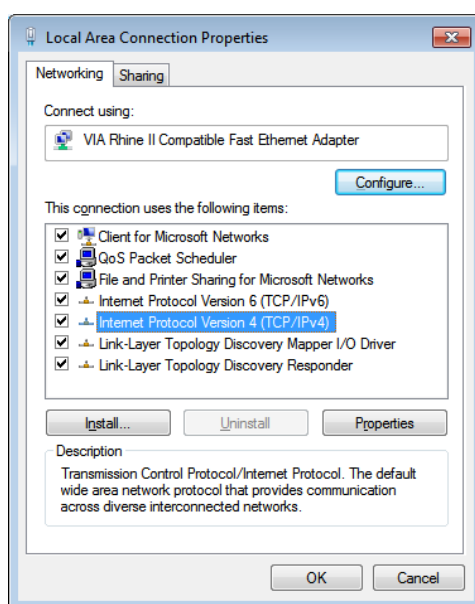 Local Area Connection Properties
Networking
Sharing
Connect using:
VIA Rhine II Compatible Fast Ethernet Adapter
Configure...
This connection uses the following items:
Client for Microsoft Networks
QoS Packet Scheduler
File and Printer Sharing for Microsoft Networks
Internet Protocol Version 6 (TCP/IPv6)
Internet Protocol Version 4 (TCP/IPv4)
Link-Layer Topology Discovery Mapper I/O Driver
Link-Layer Topology Discovery Responder
Install...
Uninstall
Properties
Description
Transmission Control Protocol/Internet Protocol. The default
wide area network protocol that provides communication
across diverse interconnected networks.
OK
Cancel